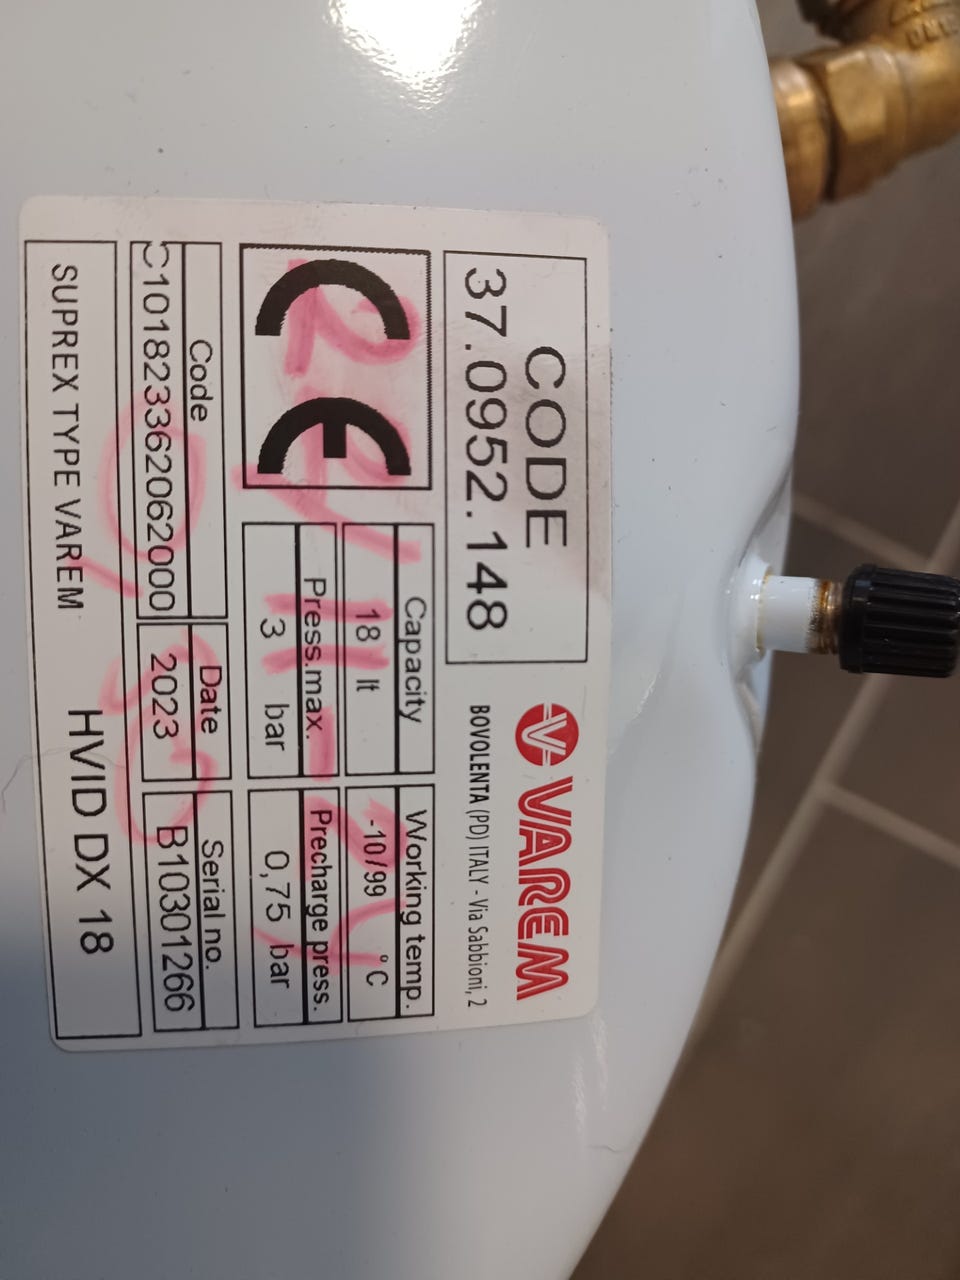 CODE
37.0952.148
VAREM
BOVOLENTA (PD) ITALY - Via Sabbioni, 2
CE
Capacity
18 lt
Working temp.
-10/99 °C
Press.max.
3 bar
Precharge press.
0,75 bar
Code
C1018233620620000
Date
2023
Serial no.
B10301266
SUPREX TYPE VAREM
HVID DX 18